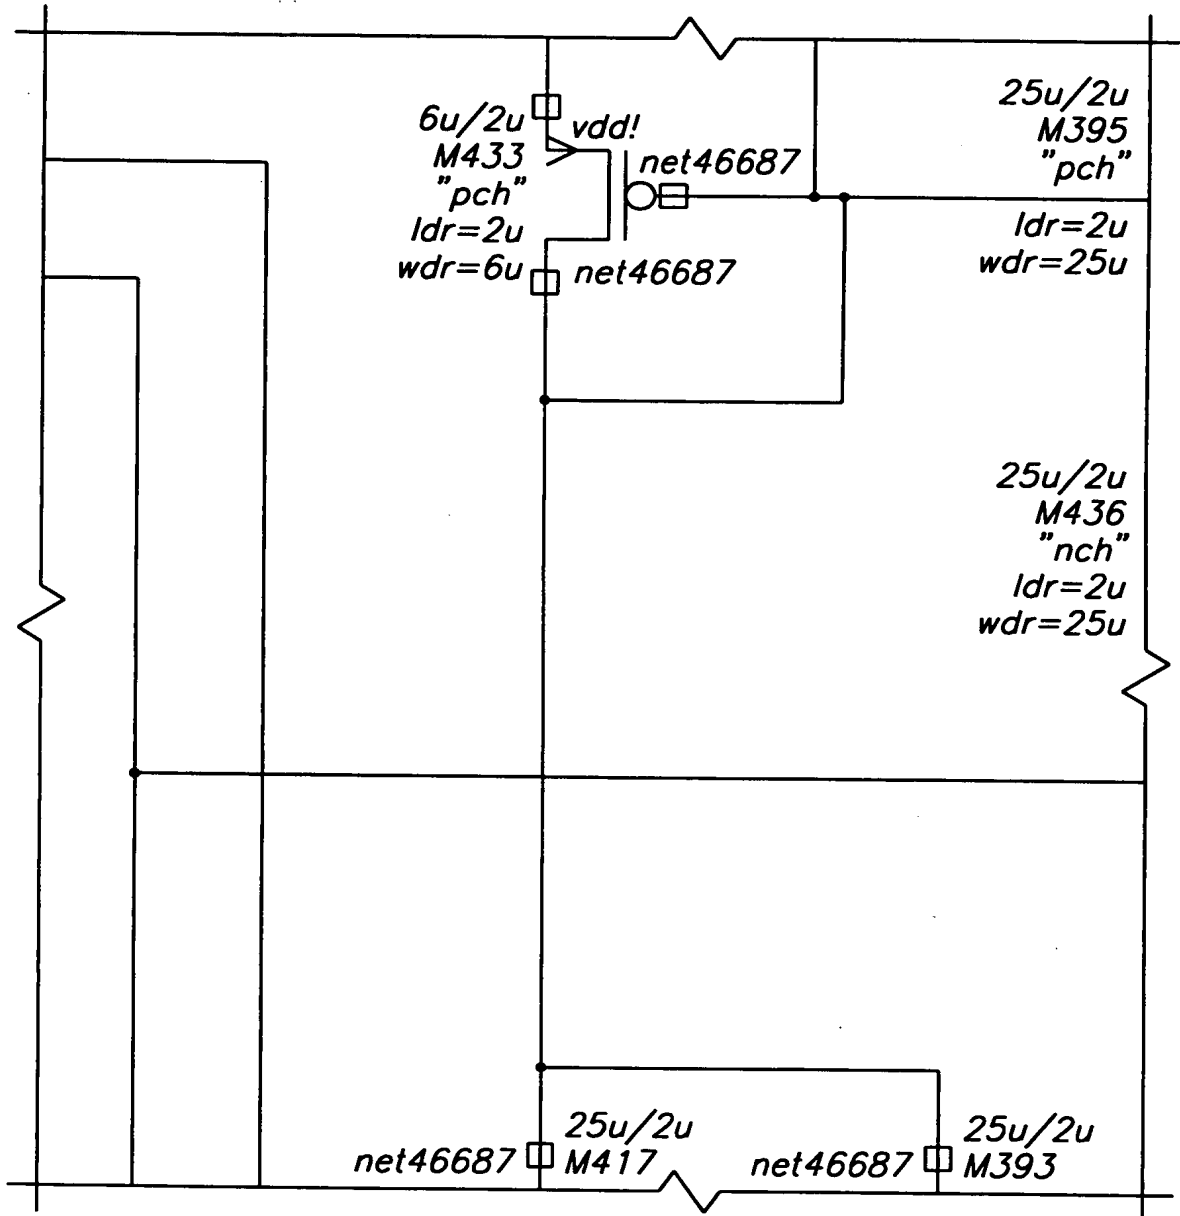 6u/2u
M433
"pch"
ldr=2u
wdr=6u
vdd!
net46687
net46687
25u/2u
M395
"pch"
ldr=2u
wdr=25u
25u/2u
M436
"nch"
ldr=2u
wdr=25u
net46687
25u/2u
M417
net46687
25u/2u
M393